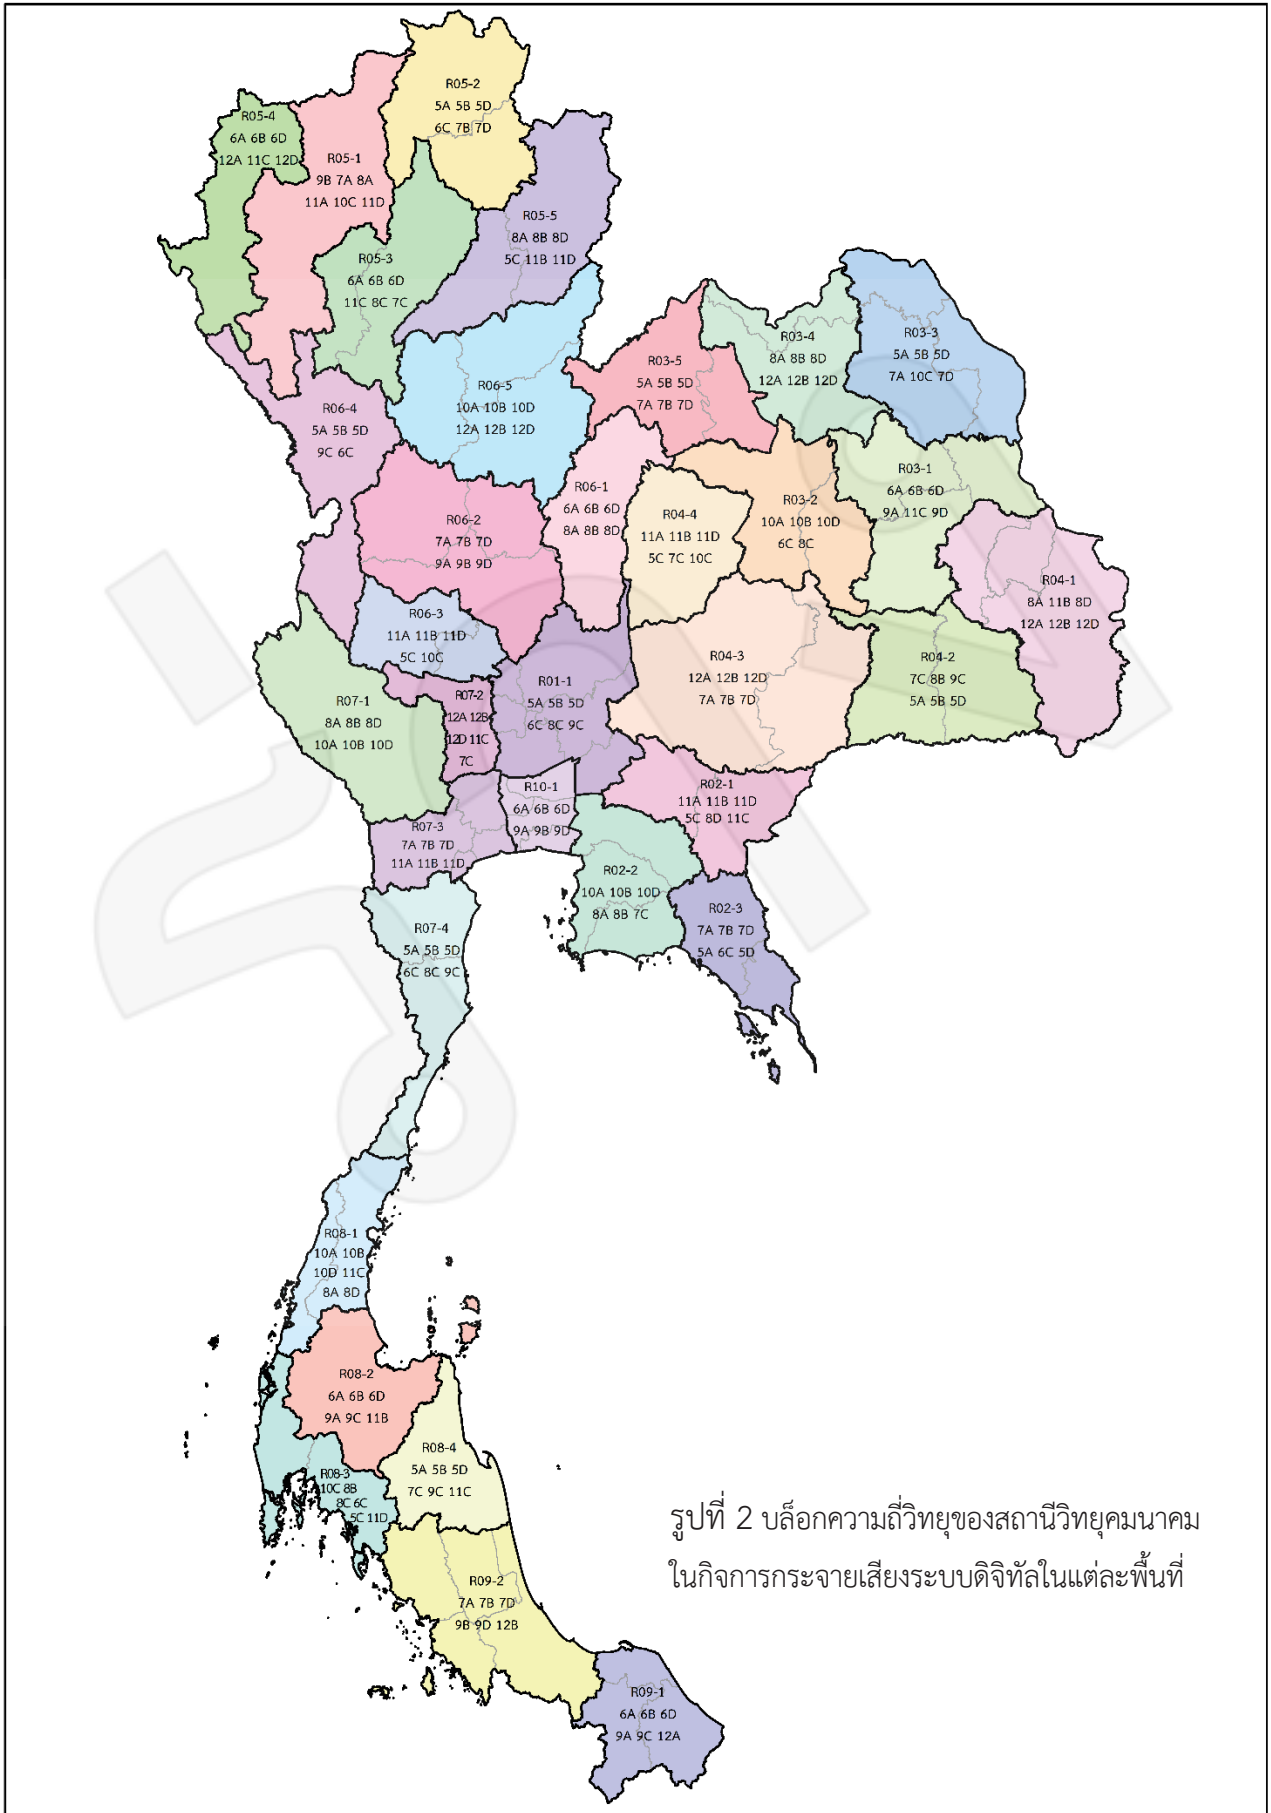 R05-2
5A 5B 5D
6C 7B 7D
R05-4
6A 6B 6D
12A 11C 12D
R05-1
9B 7A 8A
11A 10C 11D
R05-5
8A 8B 8D
5C 11B 11D
R05-3
6A 6B 6D
11C 8C 7C
R03-3
5A 5B 5D
7A 10C 7D
R03-4
8A 8B 8D
12A 12B 12D
R03-5
5A 5B 5D
7A 7B 7D
R06-5
10A 10B 10D
12A 12B 12D
R06-4
5A 5B 5D
9C 6C
R03-1
6A 6B 6D
9A 11C 9D
R06-1
6A 6B 6D
8A 8B 8D
R03-2
10A 10B 10D
6C 8C
R04-4
11A 11B 11D
5C 7C 10C
R06-2
7A 7B 7D
9A 9B 9D
R04-1
8A 11B 8D
12A 12B 12D
R06-3
11A 11B 11D
5C 10C
R04-3
12A 12B 12D
7A 7B 7D
R04-2
7C 8B 9C
5A 5B 5D
R01-1
5A 5B 5D
6C 8C 9C
R07-1
8A 8B 8D
10A 10B 10D
R07-2
12A 12B
12D 11C
7C
R02-1
11A 11B 11D
5C 8D 11C
R10-1
6A 6B 6D
9A 9B 9D
R07-3
7A 7B 7D
11A 11B 11D
R02-2
10A 10B 10D
8A 8B 7C
R02-3
7A 7B 7D
5A 6C 5D
R07-4
5A 5B 5D
6C 8C 9C
R08-1
10A 10B
10D 11C
8A 8D
R08-2
6A 6B 6D
9A 9C 11B
R08-4
5A 5B 5D
7C 9C 11C
R08-3
10C 8B
8C 6C
5C 11D
รูปที่ 2 บล็อกความถี่วิทยุของสถานีวิทยุคมนาคม
ในกิจการกระจายเสียงระบบดิจิทัลในแต่ละพื้นที่
R09-2
7A 7B 7D
9B 9D 12B
R09-1
6A 6B 6D
9A 9C 12A